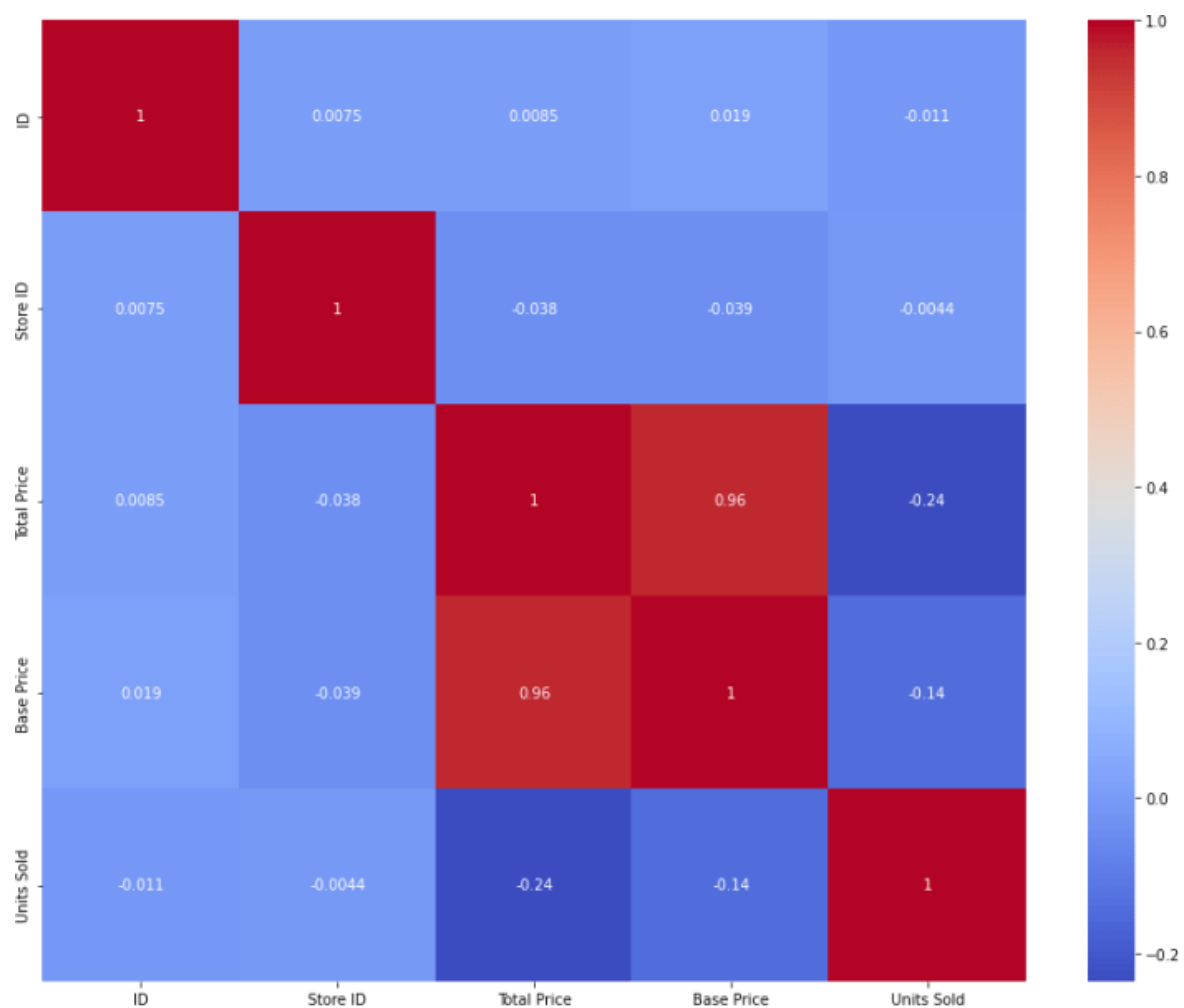 1.0
ID 1 0.0075 0.0085 0.019 -0.011
0.8
Store ID 0.0075 1 -0.038 -0.039 -0.0044
0.6
Total Price 0.0085 -0.038 1 0.96 -0.24
0.4
Base Price 0.019 -0.039 0.96 1 -0.14
0.2
0.0
Units Sold -0.011 -0.0044 -0.24 -0.14 1
−0.2
ID Store ID Total Price Base Price Units Sold